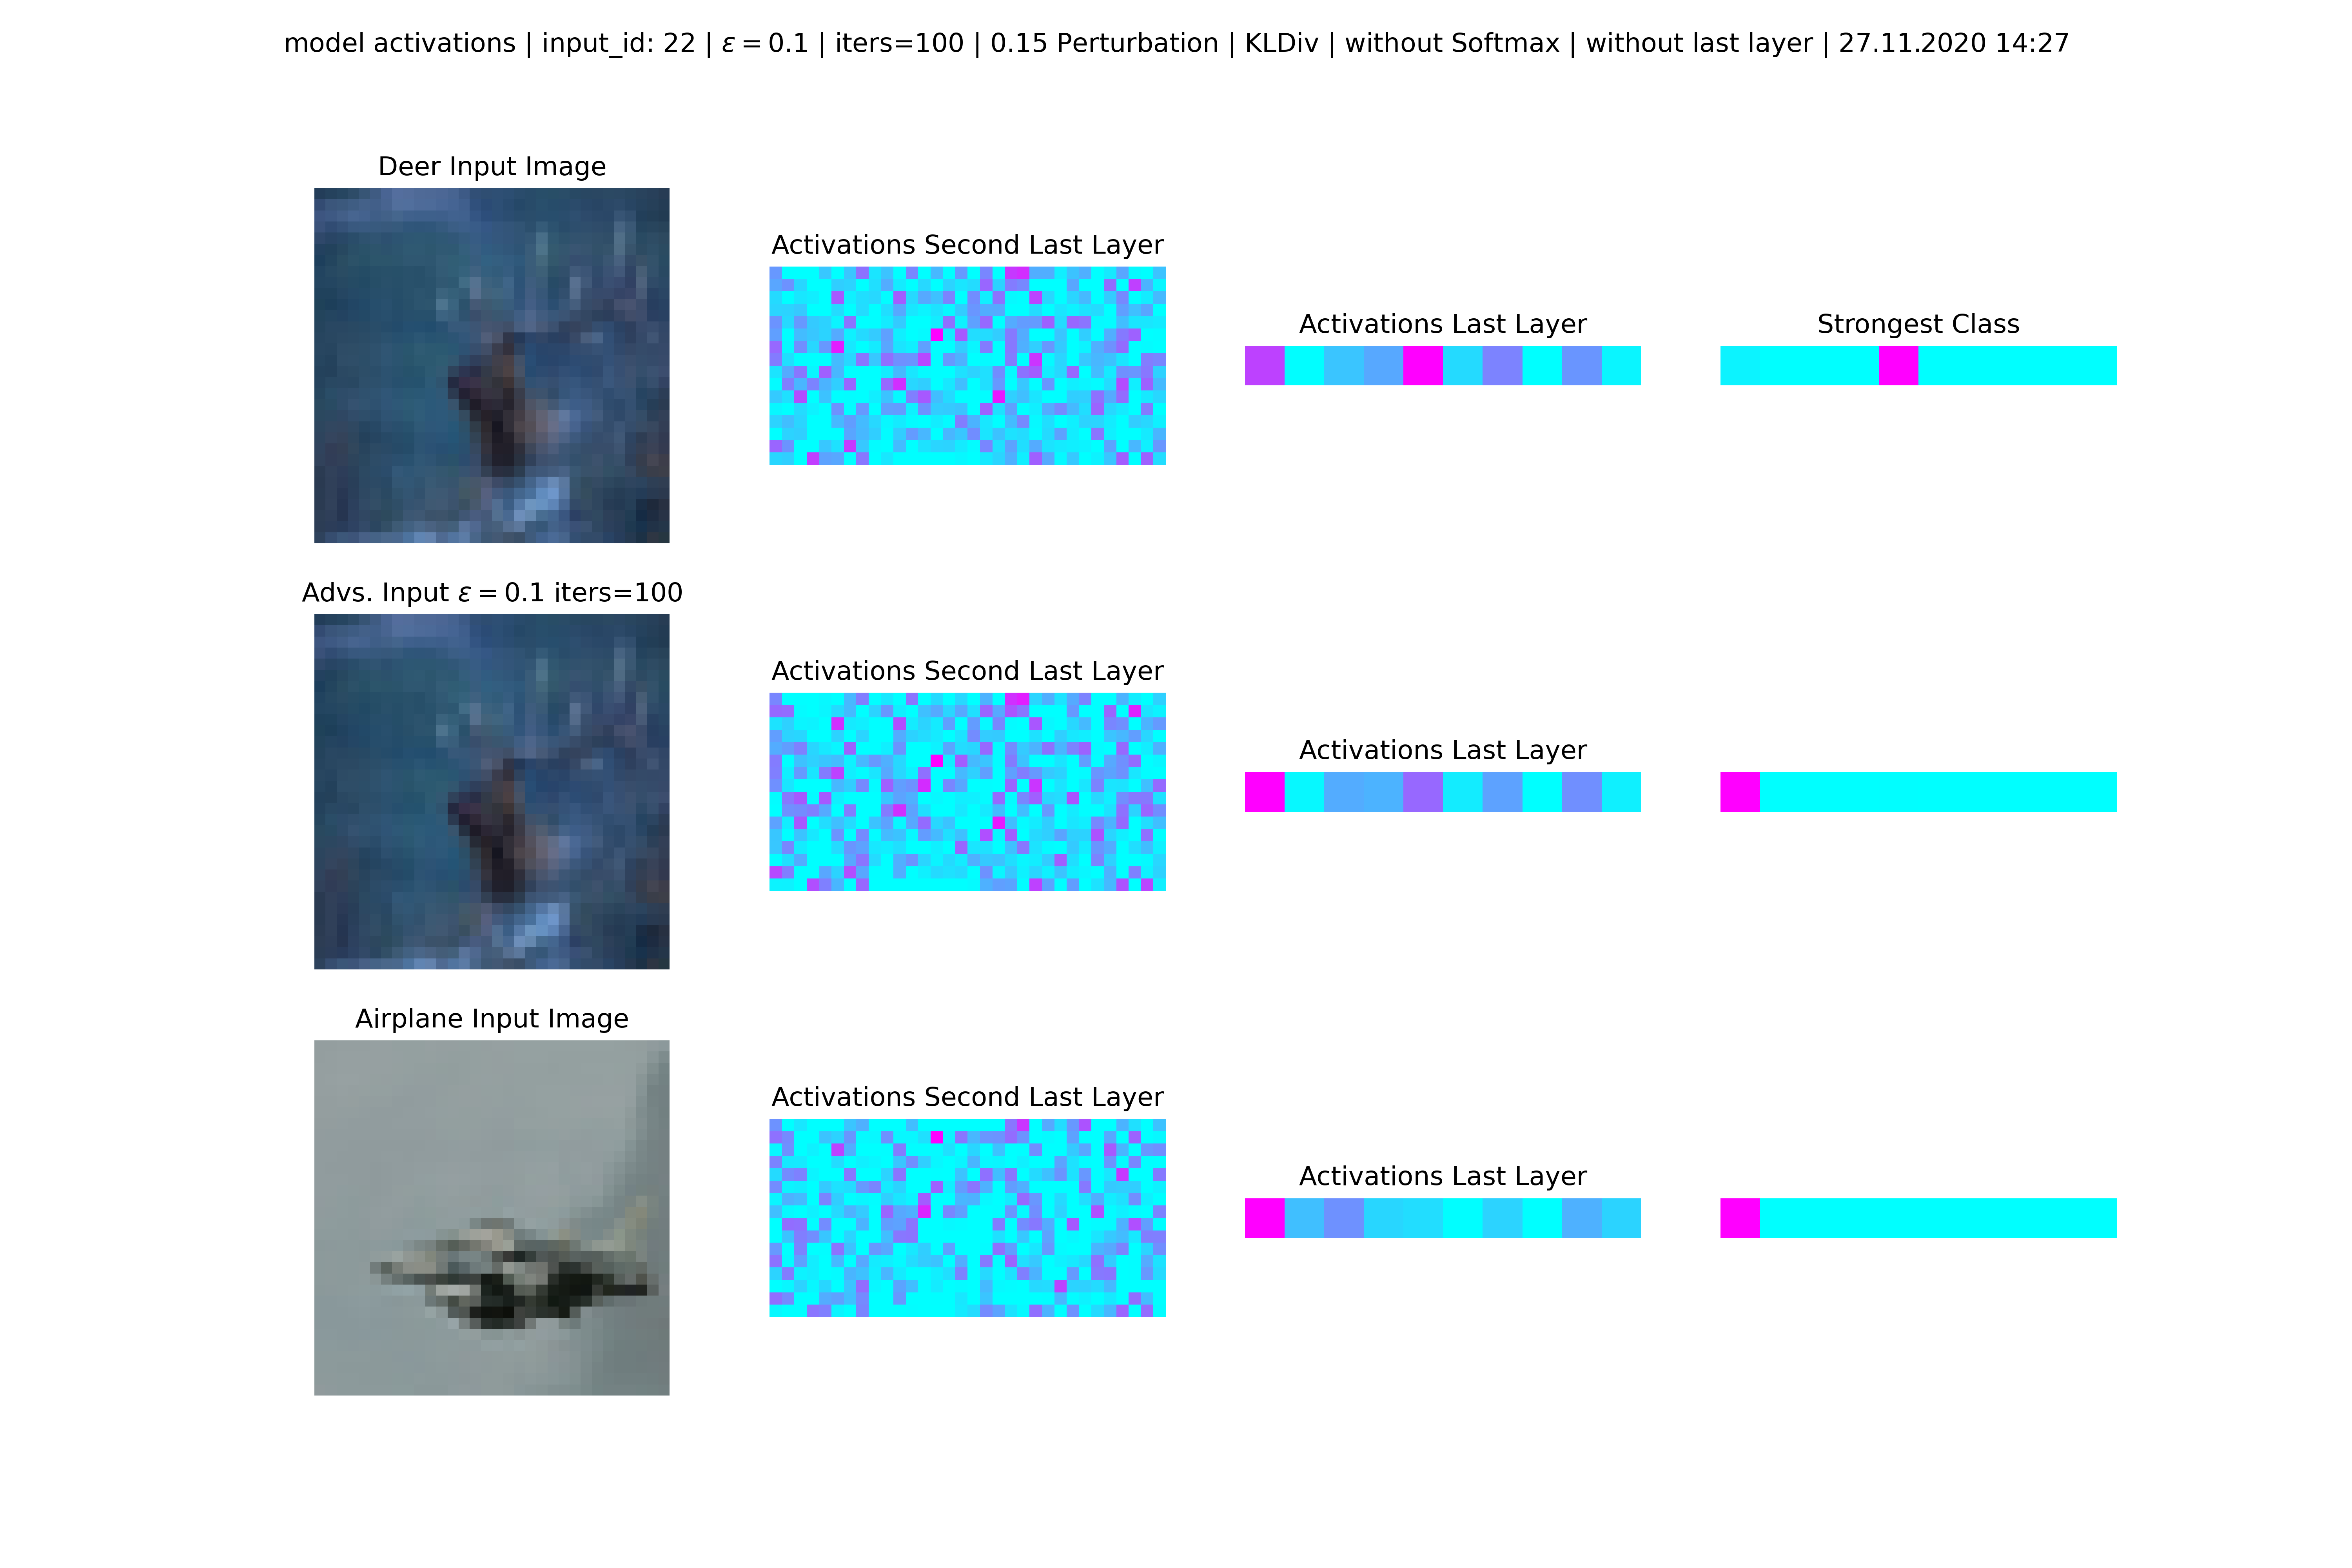 model activations | input_id: 22 | ε = 0.1 | iters=100 | 0.15 Perturbation | KLDiv | without Softmax | without last layer | 27.11.2020 14:27
Deer Input Image
Activations Second Last Layer
Activations Last Layer
Strongest Class
Advs. Input ε = 0.1 iters=100
Activations Second Last Layer
Activations Last Layer
Airplane Input Image
Activations Second Last Layer
Activations Last Layer